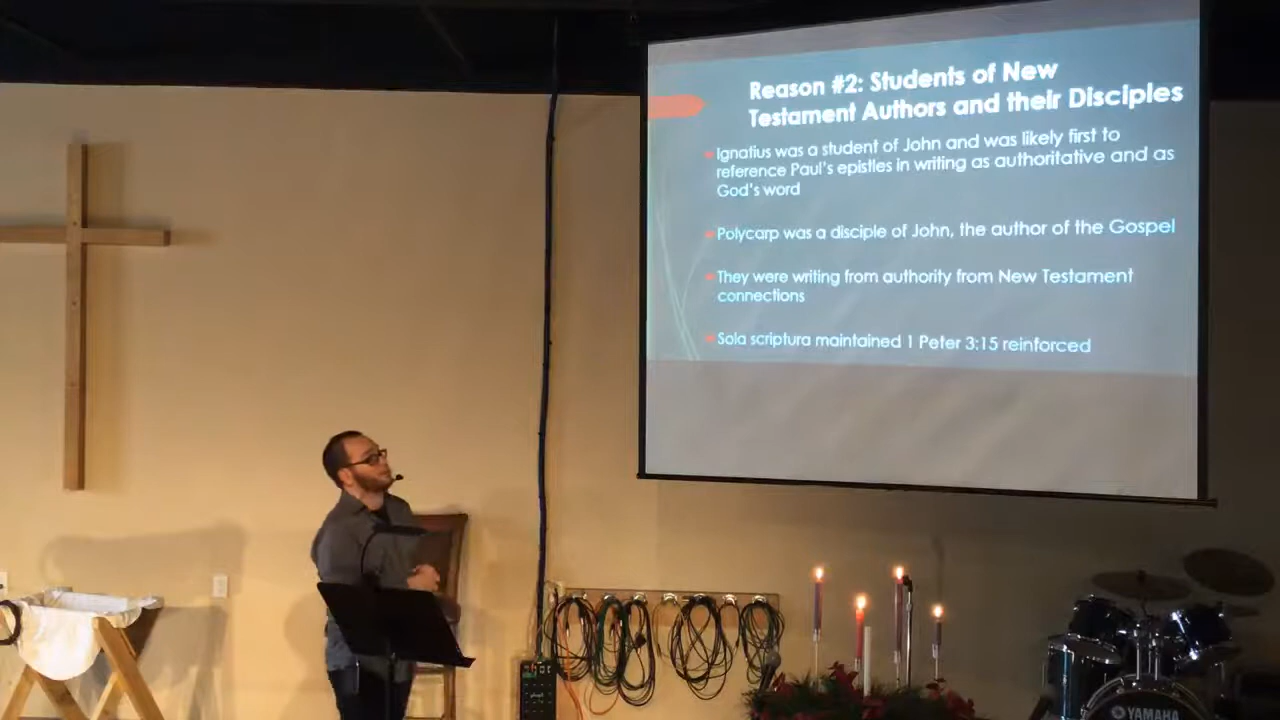 Reason #2: Students of New
Testament Authors and their Disciples
Ignatius was a student of John and was likely first to
reference Paul's epistles in writing as authoritative and as
God's word
Polycarp was a disciple of John, the author of the Gospel
They were writing from authority from New Testament
connections
Sola scriptura maintained 1 Peter 3:15 reinforced
YAMAHA